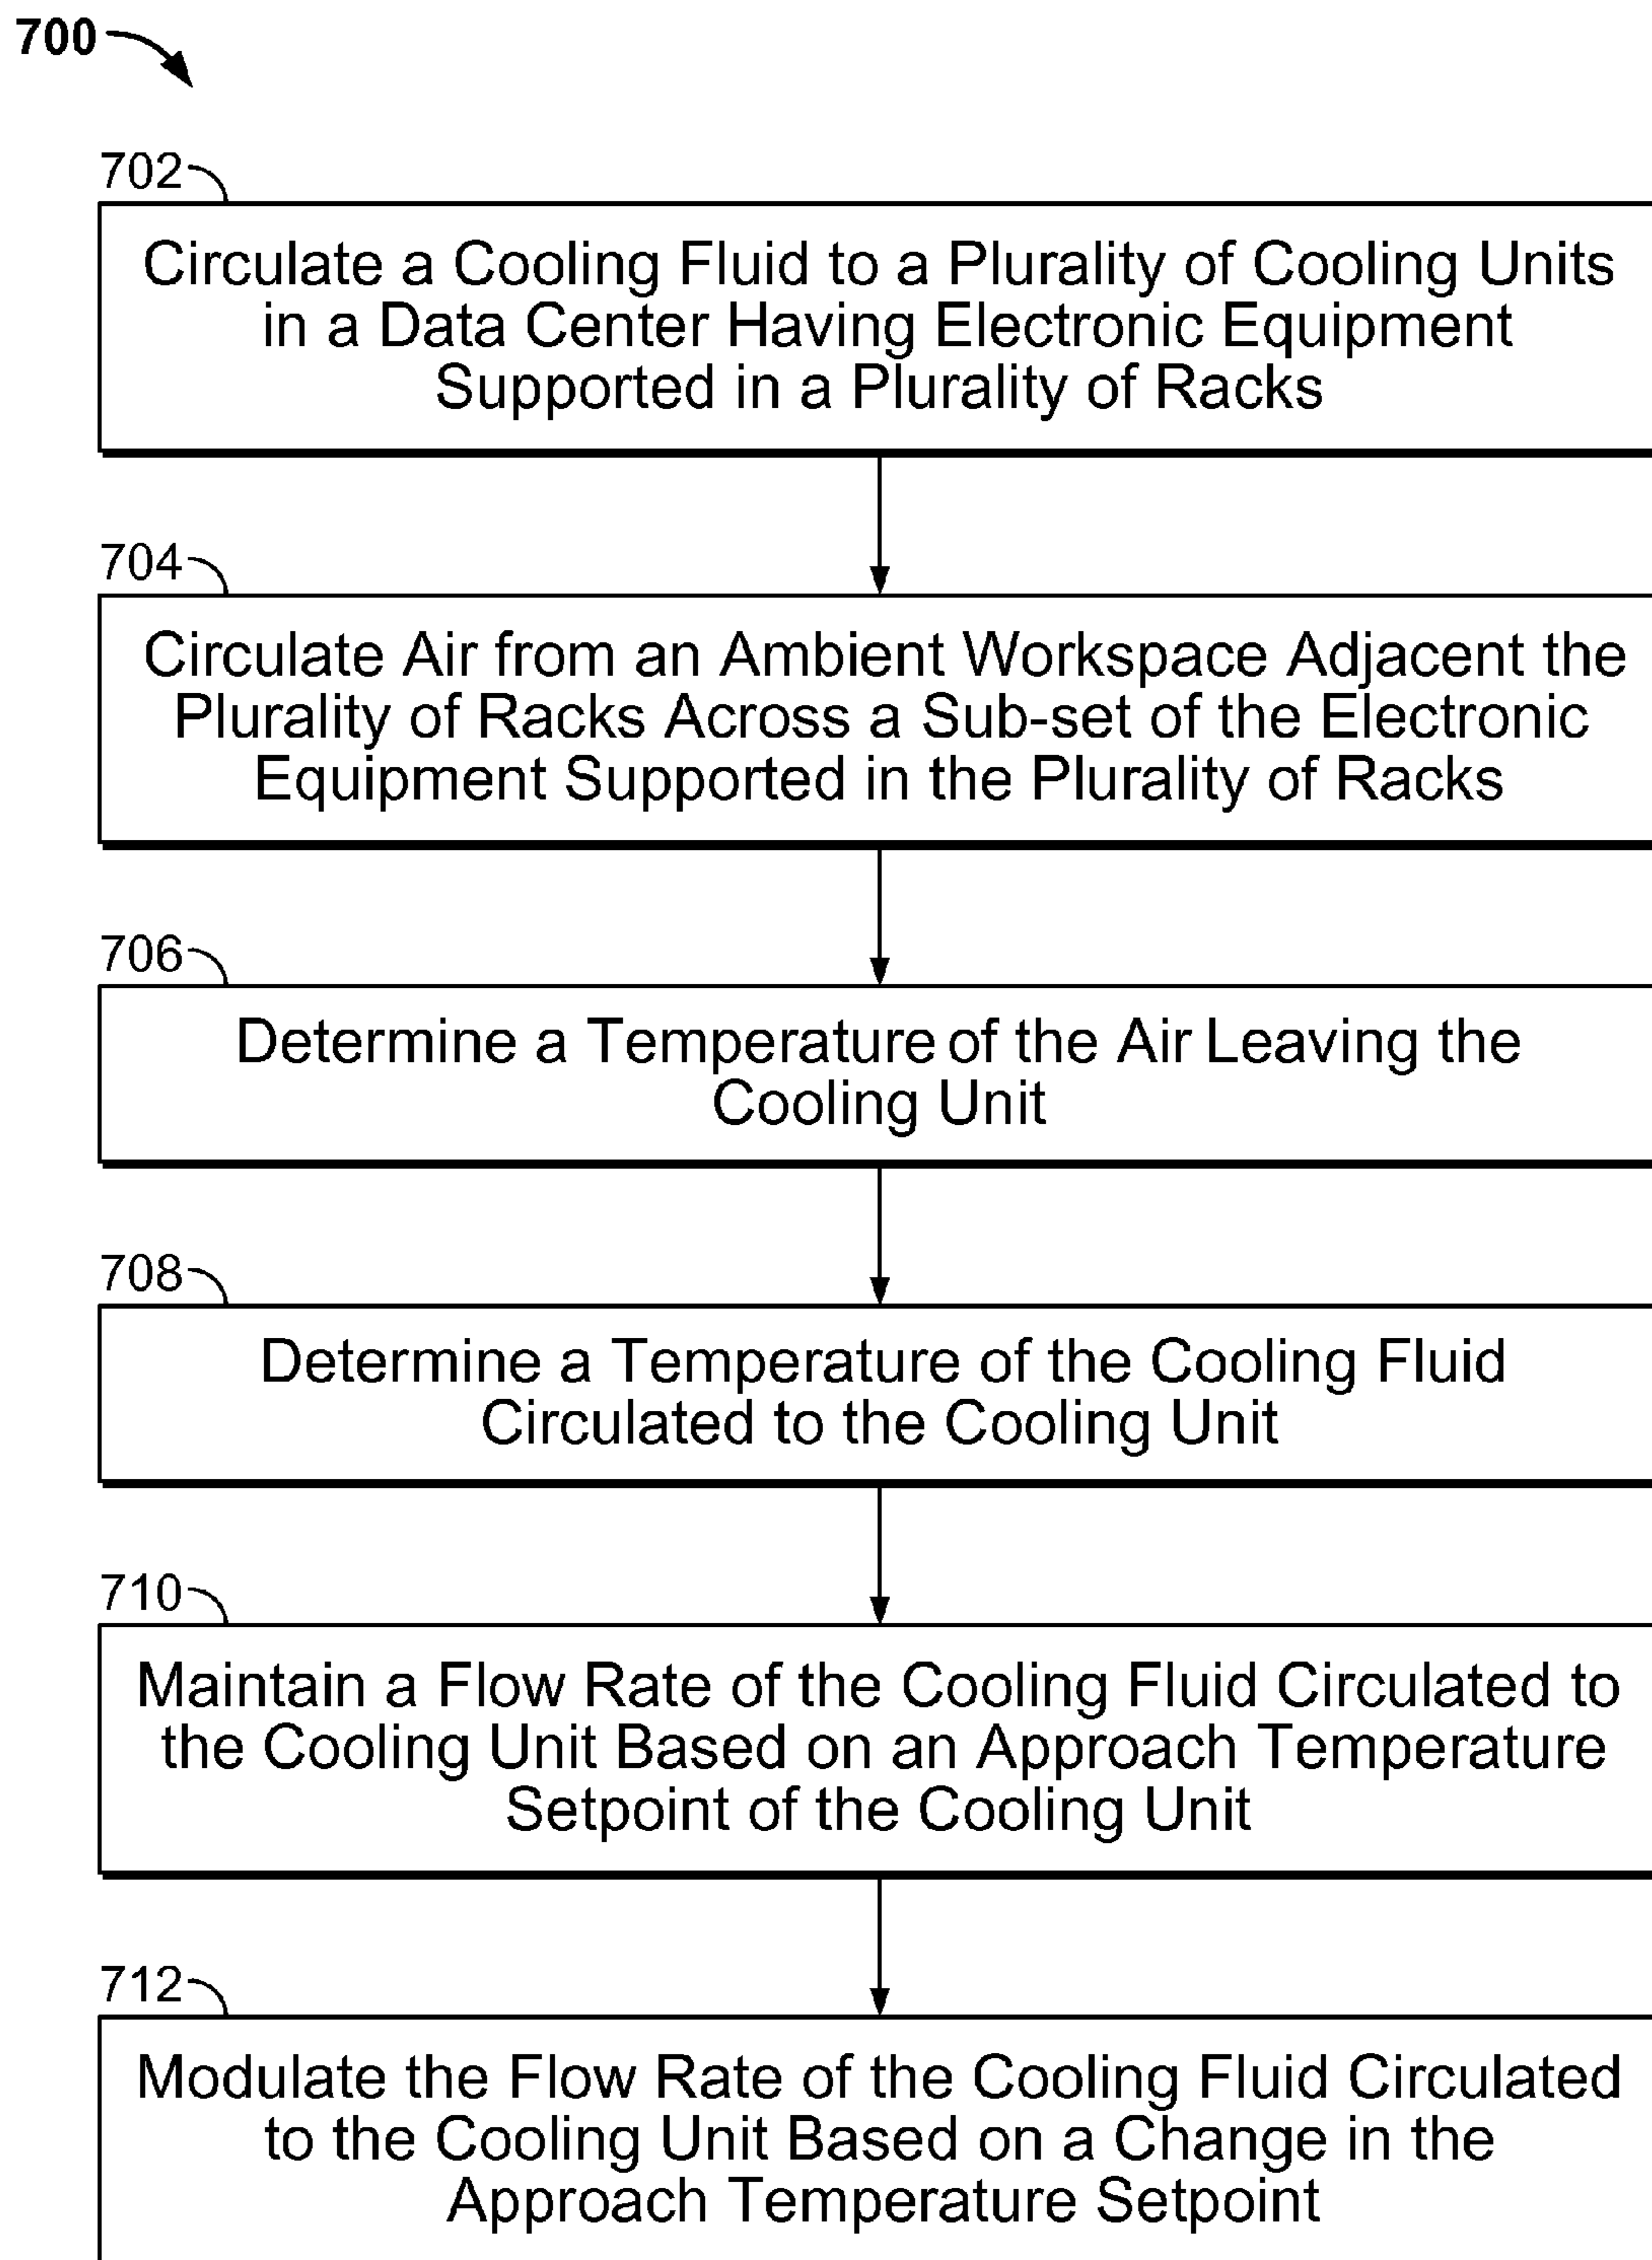 700
702
Circulate a Cooling Fluid to a Plurality of Cooling Units
in a Data Center Having Electronic Equipment
Supported in a Plurality of Racks
704
Circulate Air from an Ambient Workspace Adjacent the
Plurality of Racks Across a Sub-set of the Electronic
Equipment Supported in the Plurality of Racks
706
Determine a Temperature of the Air Leaving the
Cooling Unit
708
Determine a Temperature of the Cooling Fluid
Circulated to the Cooling Unit
710
Maintain a Flow Rate of the Cooling Fluid Circulated to
the Cooling Unit Based on an Approach Temperature
Setpoint of the Cooling Unit
712
Modulate the Flow Rate of the Cooling Fluid Circulated
to the Cooling Unit Based on a Change in the
Approach Temperature Setpoint